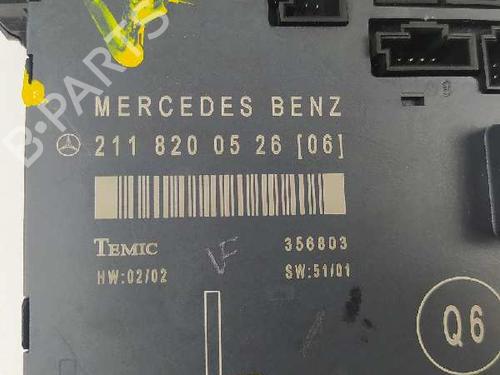 B-PARTS
MERCEDES BENZ
211 820 05 26 [06]
TEMIC
356803
HW:02/02
VF
SW:51/01
Q6